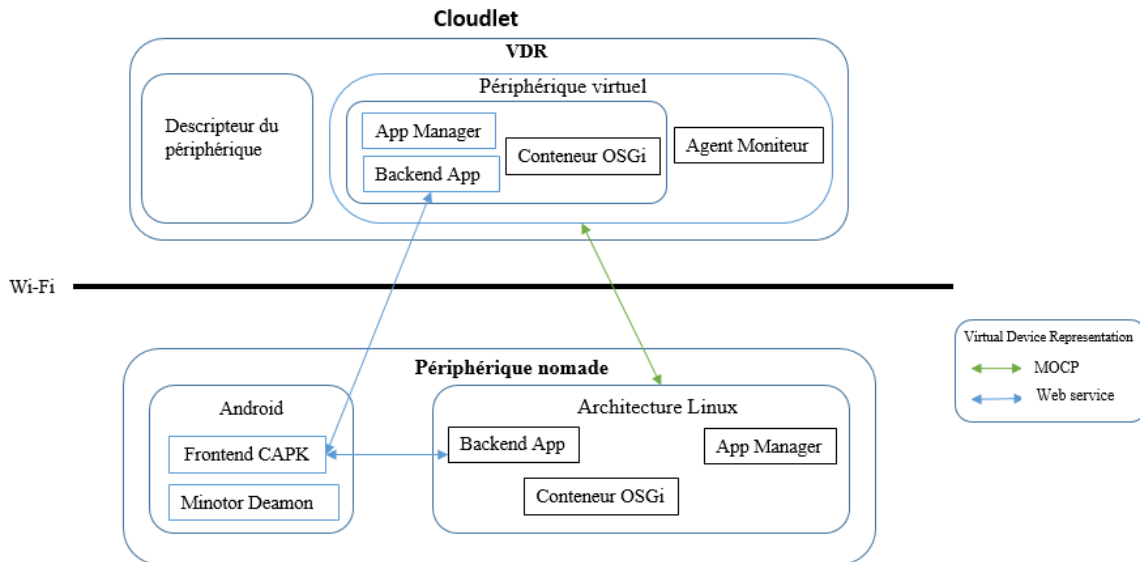 Cloudlet
VDR
Périphérique virtuel
Descripteur du
périphérique
App Manager
Backend App
Conteneur OSGi
Agent Moniteur
Wi-Fi
Périphérique nomade
Android
Frontend CAPK
Minotor Deamon
Architecture Linux
Backend App
App Manager
Conteneur OSGi
Virtual Device Representation
MOCP
Web service